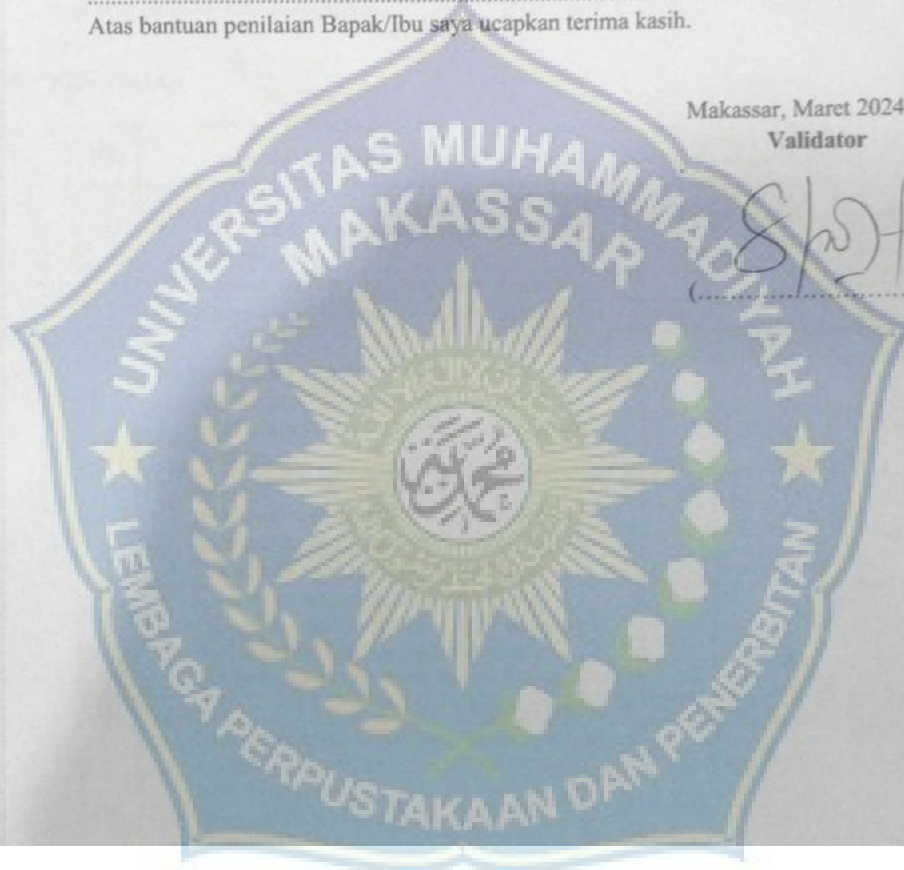 Atas bantuan penilaian Bapak/Ibu saya ucapkan terima kasih.
Makassar, Maret 2024
Validator
(....................
UNIVERSITAS MUHAMMADIYAH
MAKASSAR
محمدية
LEMBAGA PERPUSTAKAAN DAN PENERBITAN